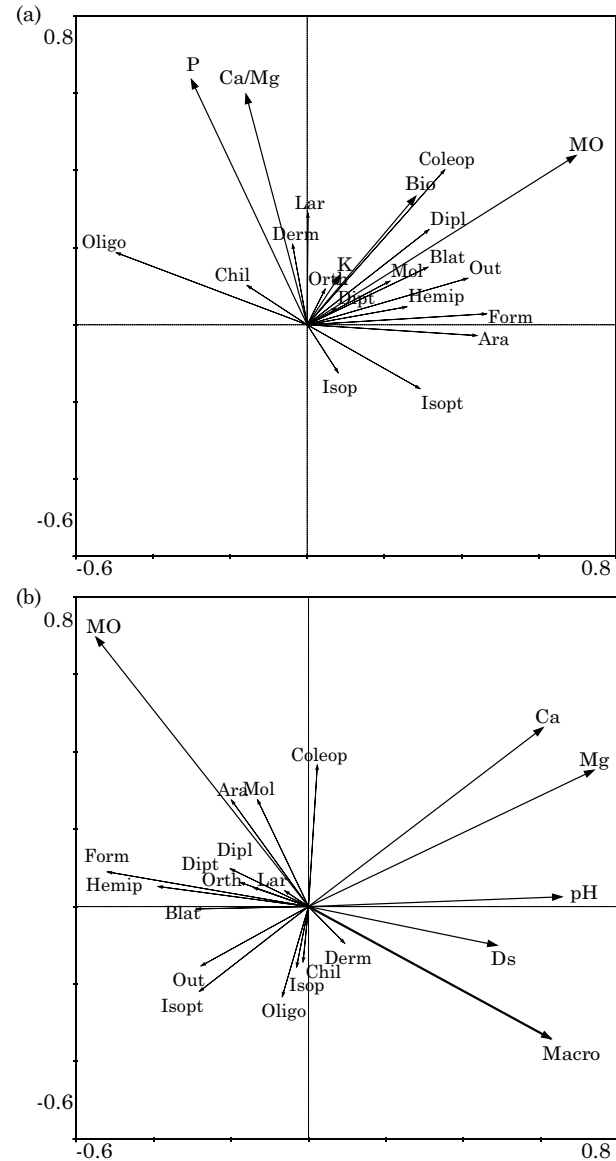 (a)
0.8
P
Ca/Mg
MO
Coleop
Bio
Lar
Dipl
Derm
Oligo
Blat
K
Out
Chil
Mol
Orth
Dipt
Hemip
Form
Ara
Isop
Isopt
-0.6
-0.6 0.8
(b)
0.8
MO
Ca
Coleop
Mg
Ara
Mol
Dipl
Form
Dipt
Hemip
Orth
Lar
pH
Blat
Derm
Ds
Out
Chil
Isop
Isopt
Oligo
Macro
-0.6
-0.6 0.8